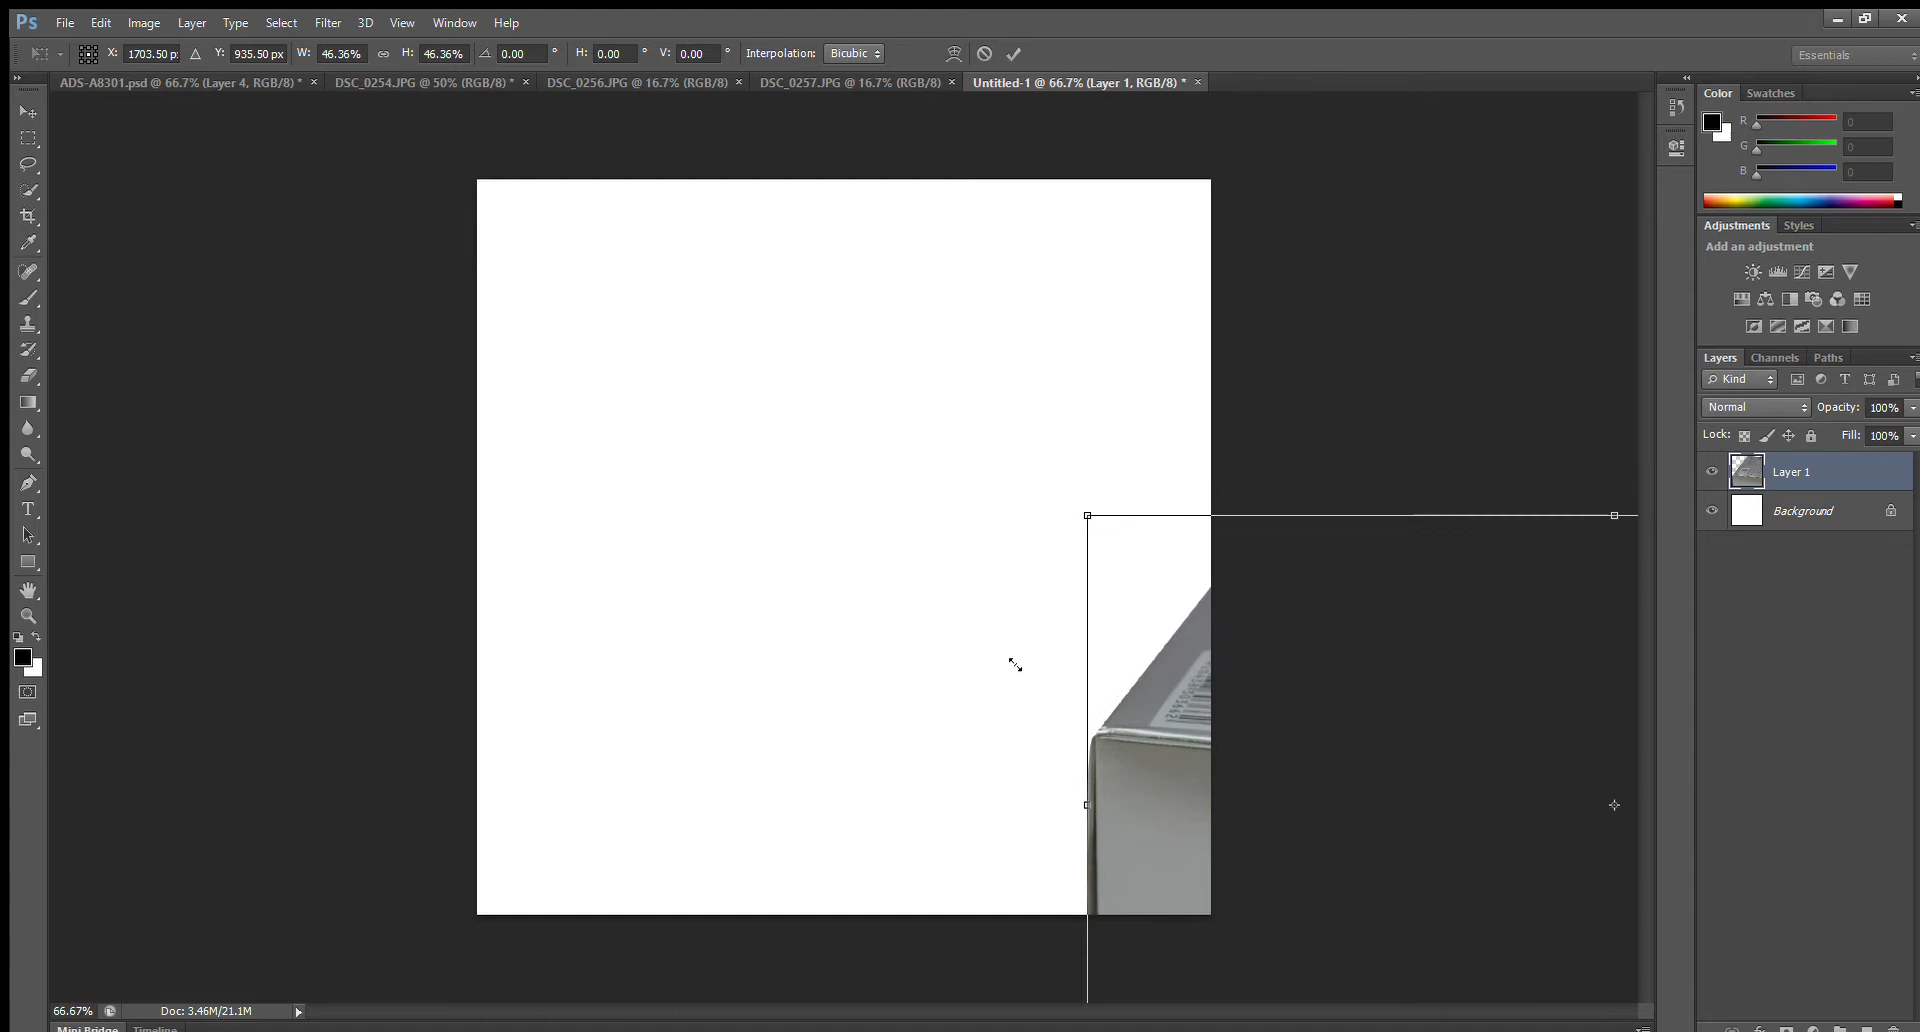 Ps File Edit Image Layer Type Select Filter 3D View Window Help
X: 1703.50 p: Y: 935.50 px W: 46.36% H: 46.36% 0.00 ° H: 0.00 ° V: 0.00 ° Interpolation: Bicubic Essentials
ADS-A8301.psd @ 66.7% (Layer 4, RGB/8) * × DSC_0254.JPG @ 50% (RGB/8) * × DSC_0256.JPG @ 16.7% (RGB/8) × DSC_0257.JPG @ 16.7% (RGB/8) × Untitled-1 @ 66.7% (Layer 1, RGB/8) * ×
Color Swatches
R 0
G 0
B 0
Adjustments Styles
Add an adjustment
Layers Channels Paths
Kind
Normal Opacity: 100%
Lock: Fill: 100%
Layer 1
Background
66.67% Doc: 3.46M/21.1M
Mini Bridge Timeline